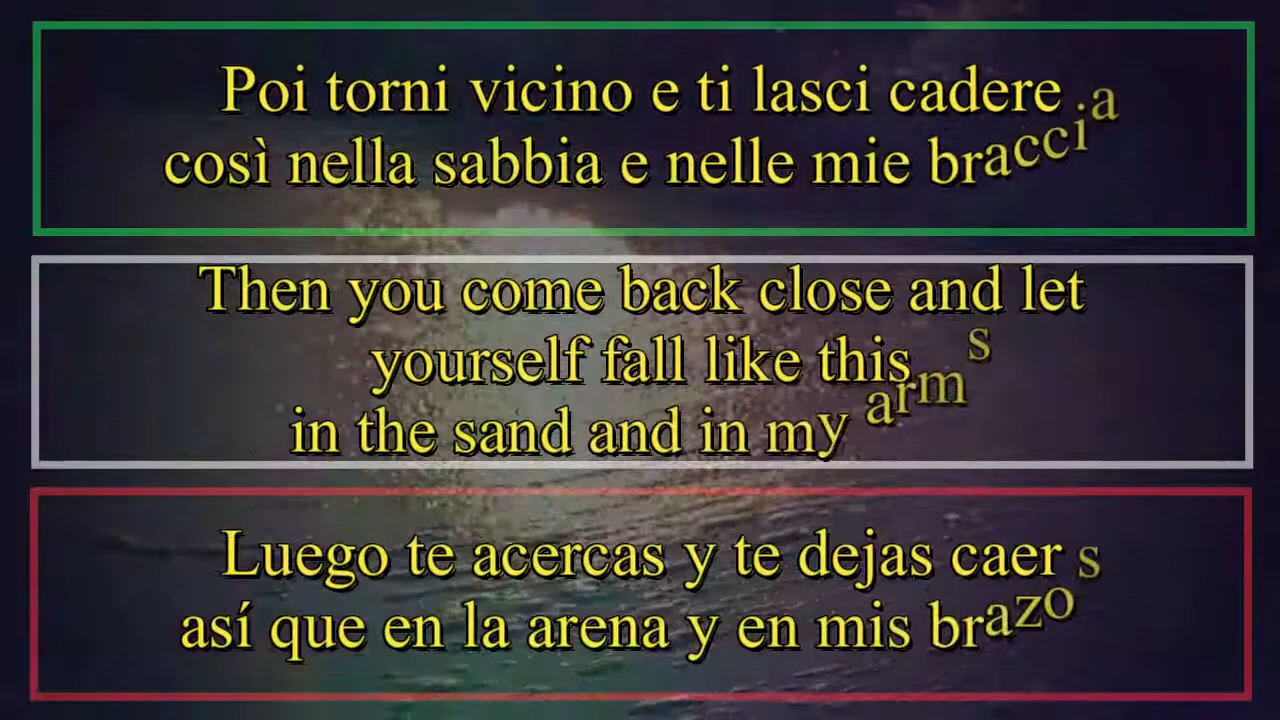 Poi torni vicino e ti lasci cadere
così nella sabbia e nelle mie braccia
Then you come back close and let
yourself fall like this
in the sand and in my arms
Luego te acercas y te dejas caer
así que en la arena y en mis brazos